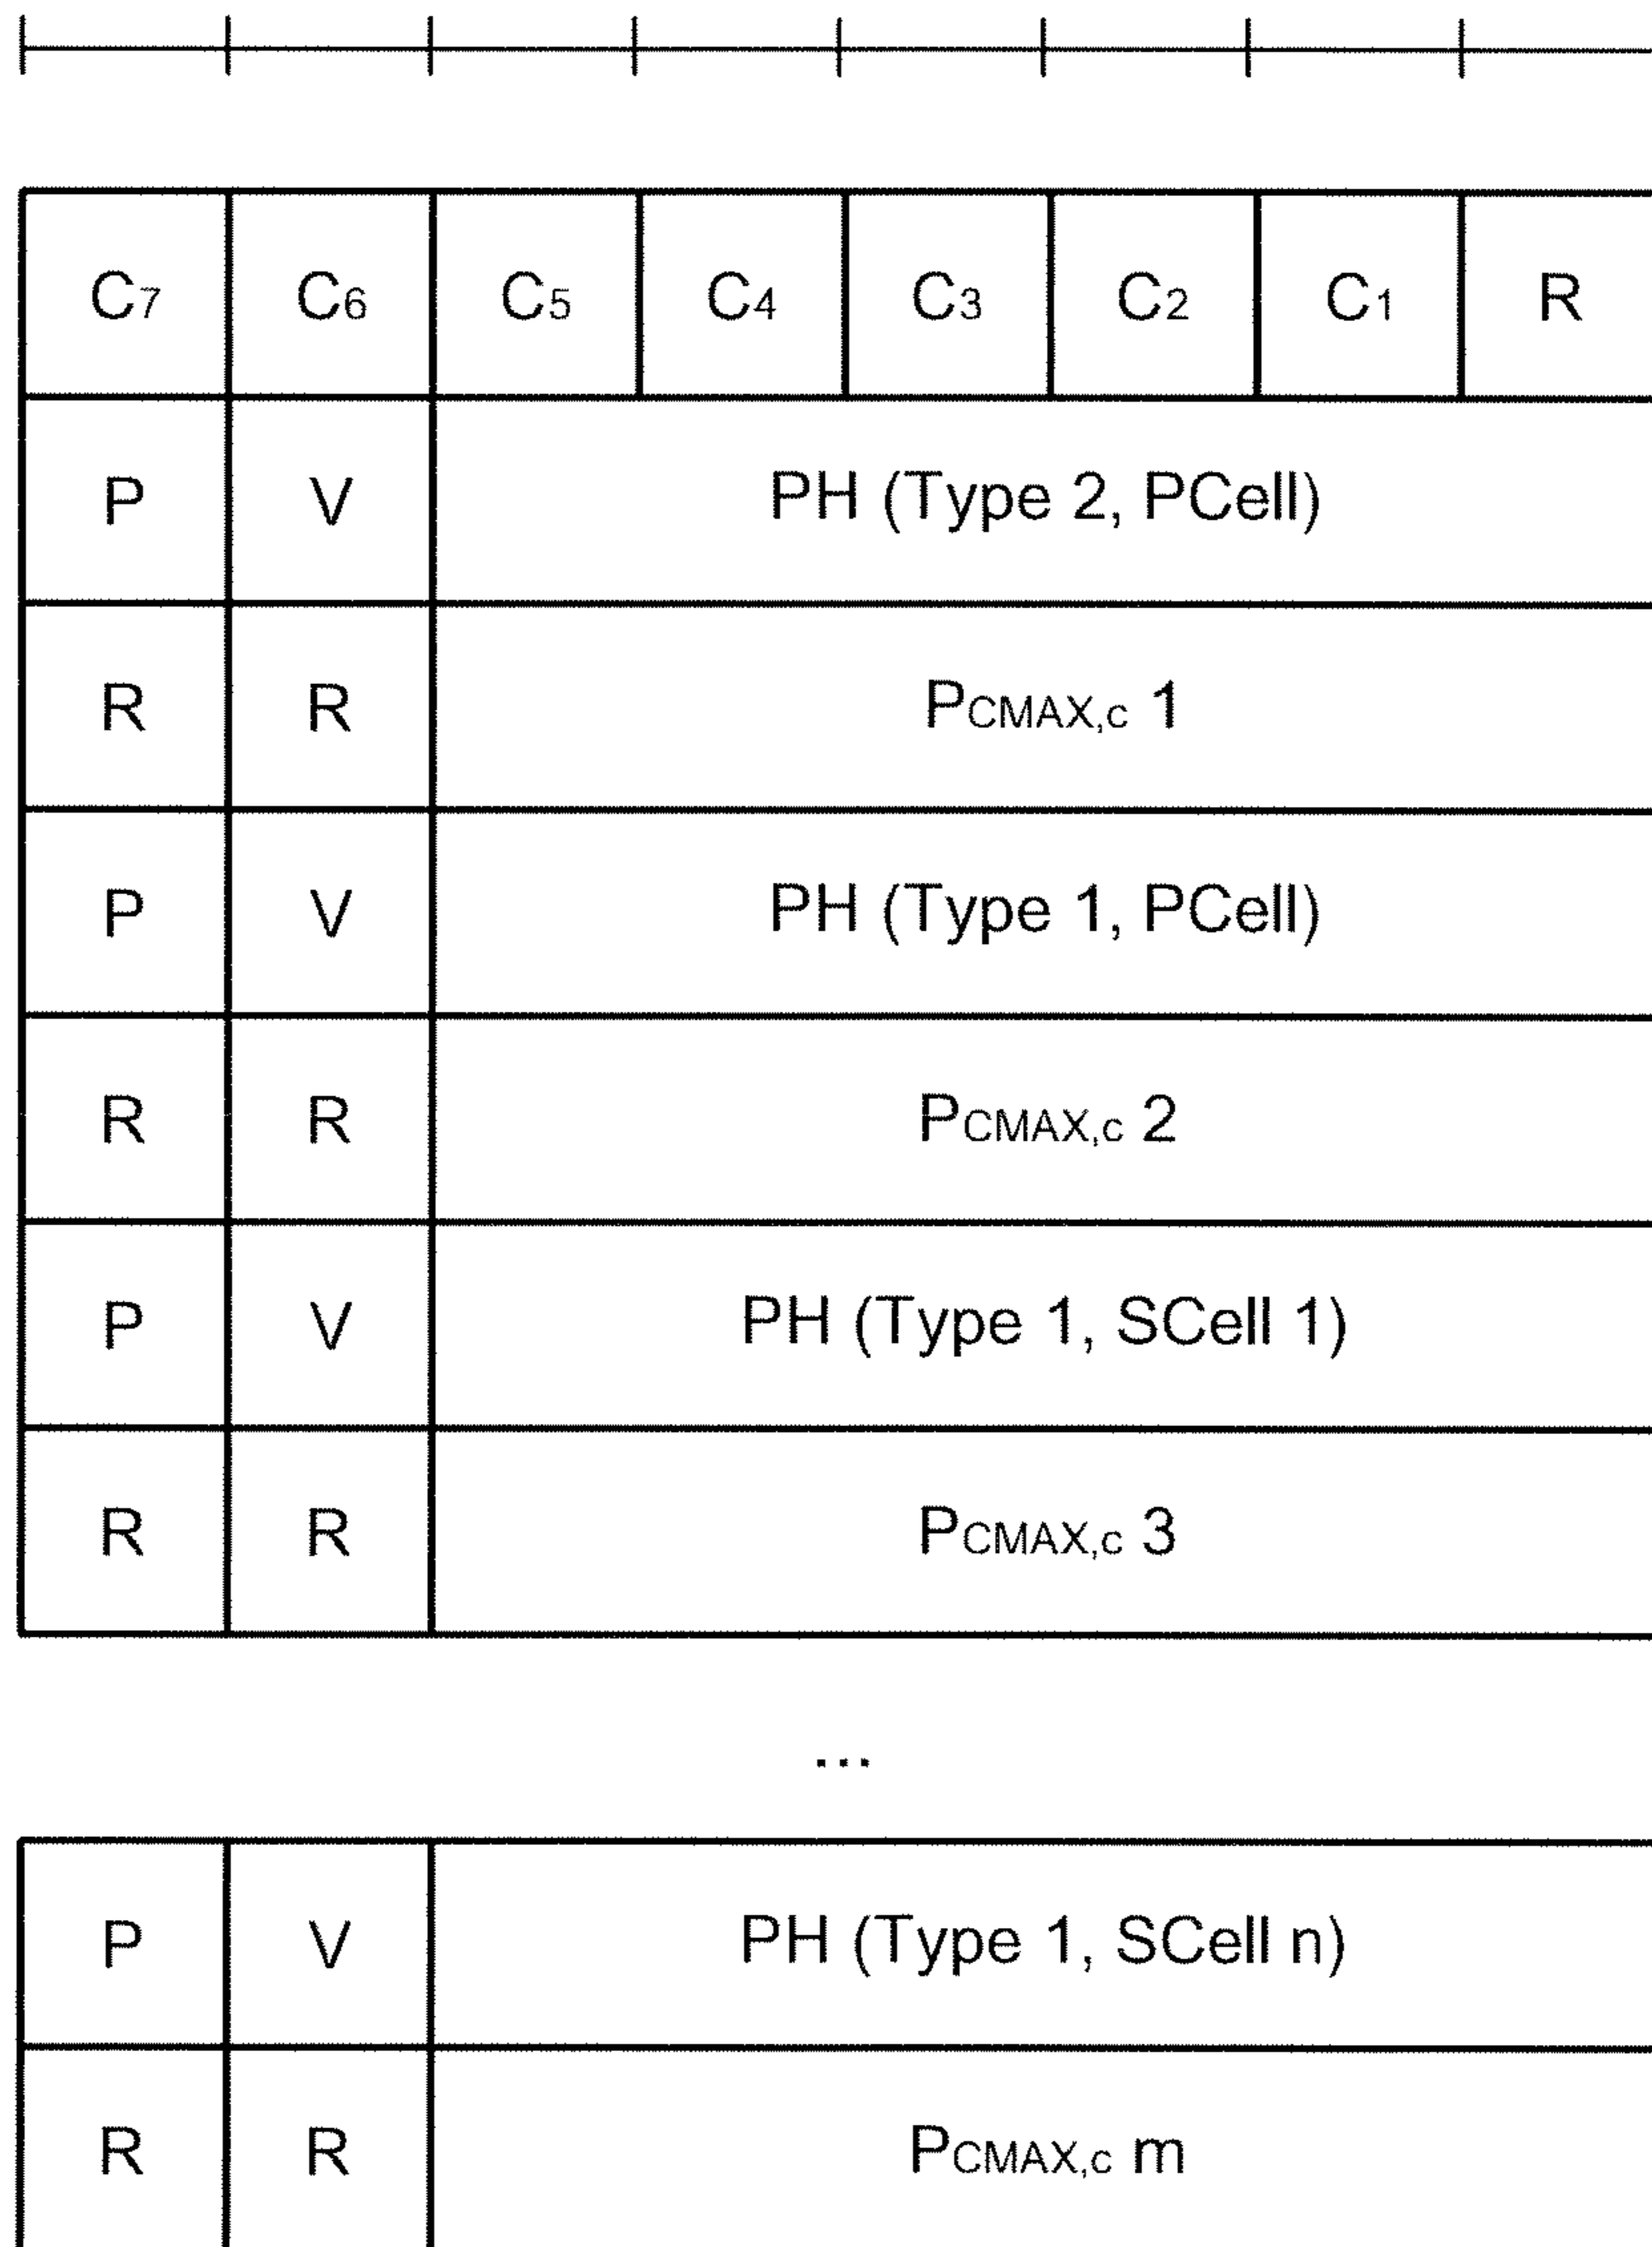 C7 C6 C5 C4 C3 C2 C1 R
P V PH (Type 2, PCell)
R R PCMAX,c 1
P V PH (Type 1, PCell)
R R PCMAX,c 2
P V PH (Type 1, SCell 1)
R R PCMAX,c 3
...
P V PH (Type 1, SCell n)
R R PCMAX,c m